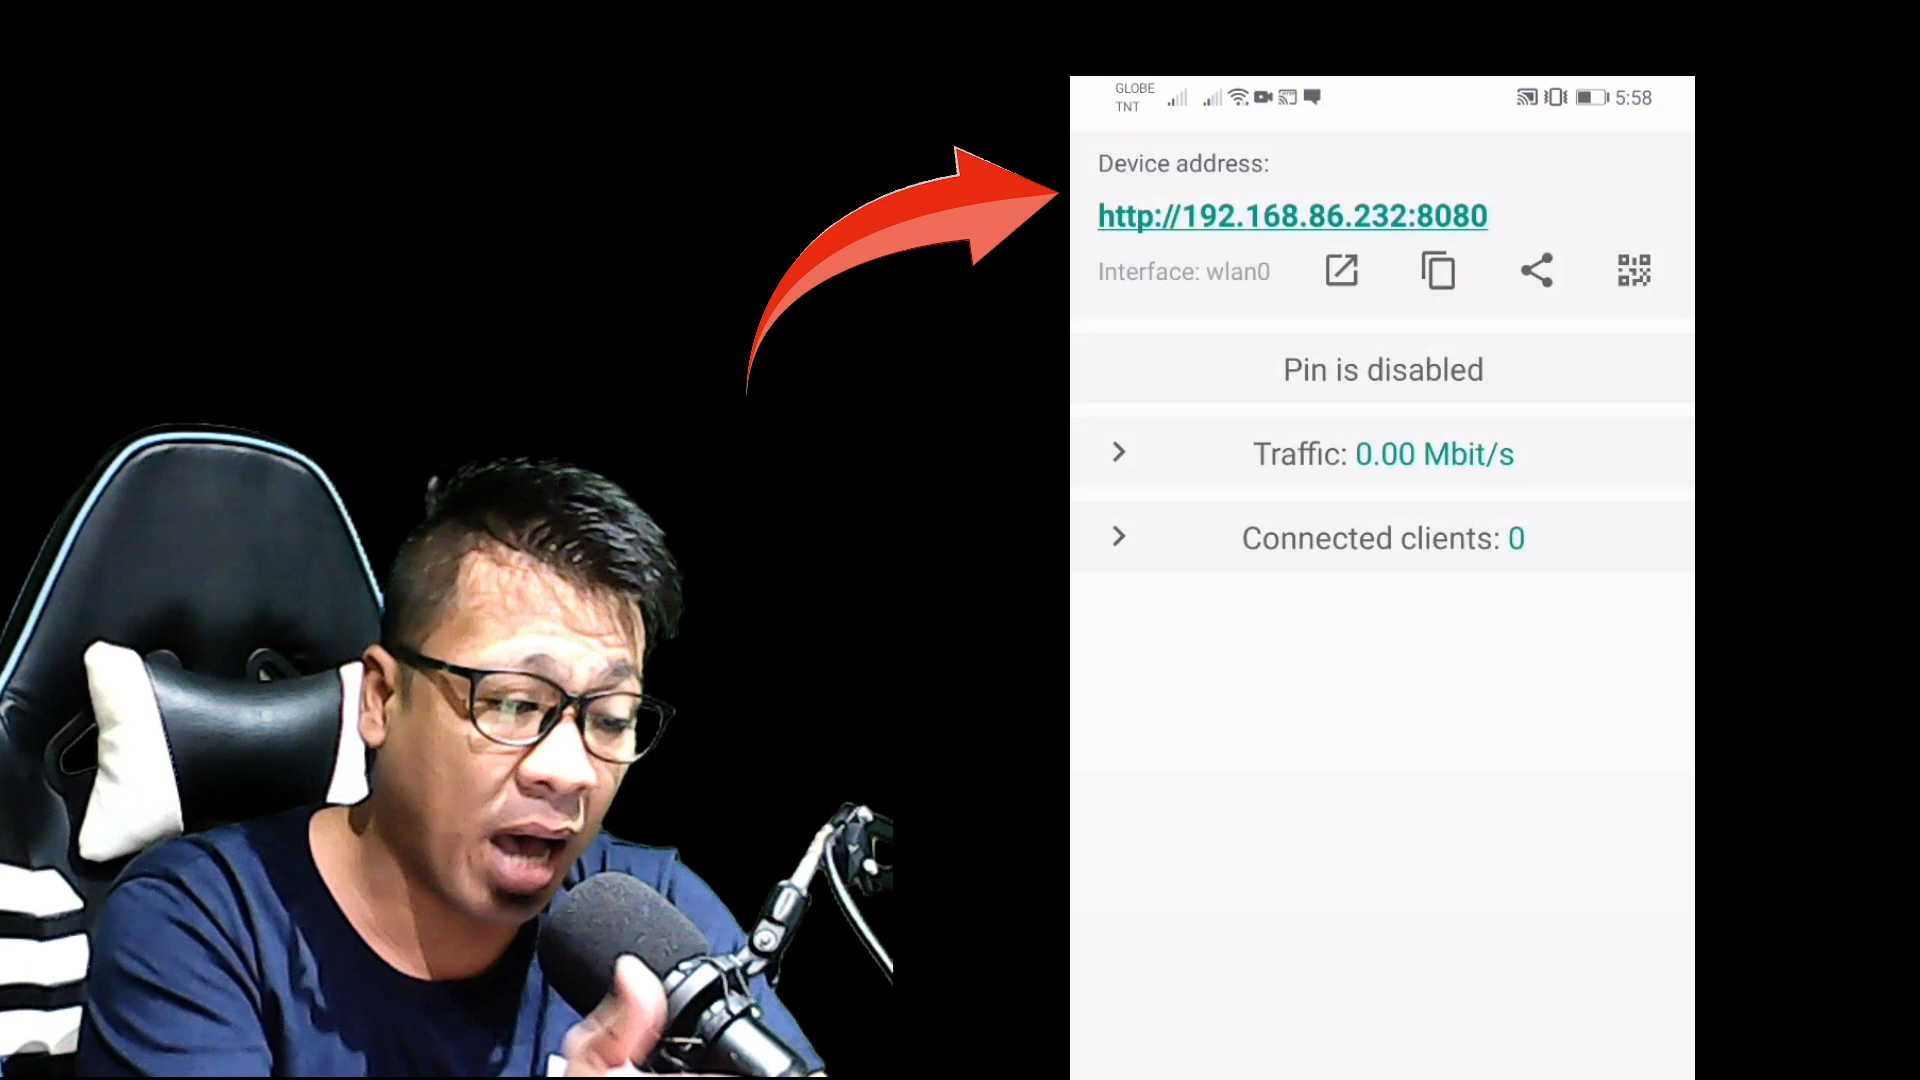 GLOBE
TNT
5:58
Device address:
http://192.168.86.232:8080
Interface: wlan0
Pin is disabled
Traffic: 0.00 Mbit/s
Connected clients: 0